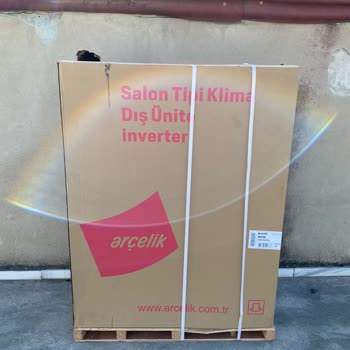 Salon Tipi Klima
Dış Ünite
inverter
arçelik
www.arcelik.com.tr